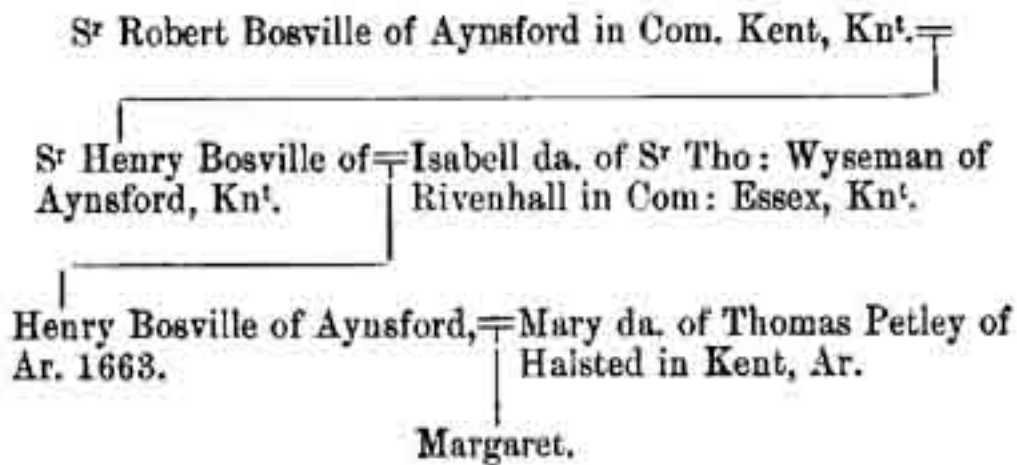 Sʳ Robert Bosville of Aynsford in Com. Kent, Knᵗ.
Sʳ Henry Bosville of Aynsford, Knᵗ.
Isabell da. of Sʳ Tho: Wyseman of Rivenhall in Com: Essex, Knᵗ.
Henry Bosville of Aynsford, Ar. 1663.
Mary da. of Thomas Petley of Halsted in Kent, Ar.
Margaret.